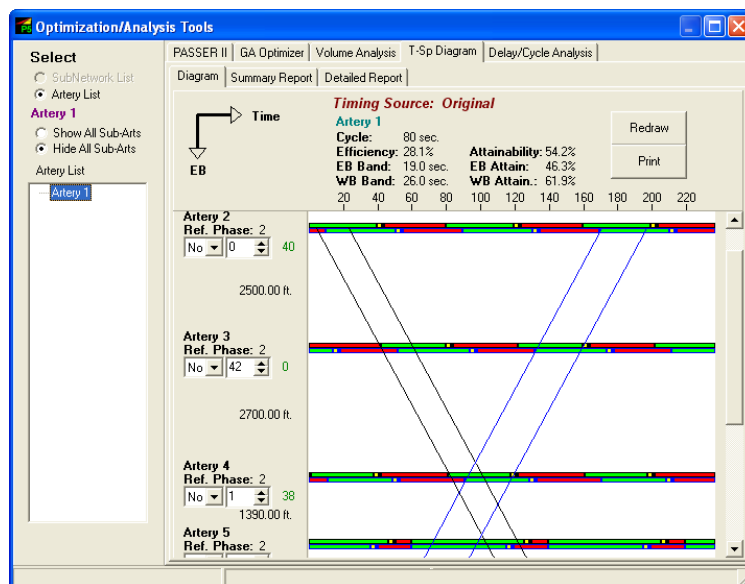 Optimization/Analysis Tools
Select
SubNetwork List
Artery List
Artery 1
Show All Sub-Arts
Hide All Sub-Arts
Artery List
Artery 1
PASSER II GA Optimizer Volume Analysis T-Sp Diagram Delay/Cycle Analysis
Diagram Summary Report Detailed Report
Time
EB
Timing Source: Original
Artery 1
Cycle: 80 sec.
Efficiency: 28.1% Attainability: 54.2%
EB Band: 19.0 sec. EB Attain: 46.3%
WB Band: 26.0 sec. WB Attain.: 61.9%
Redraw
Print
20 40 60 80 100 120 140 160 180 200 220
Artery 2
Ref. Phase: 2
No 0 40
2500.00 ft.
Artery 3
Ref. Phase: 2
No 42 0
2700.00 ft.
Artery 4
Ref. Phase: 2
No 1 38
1390.00 ft.
Artery 5
Ref. Phase: 2